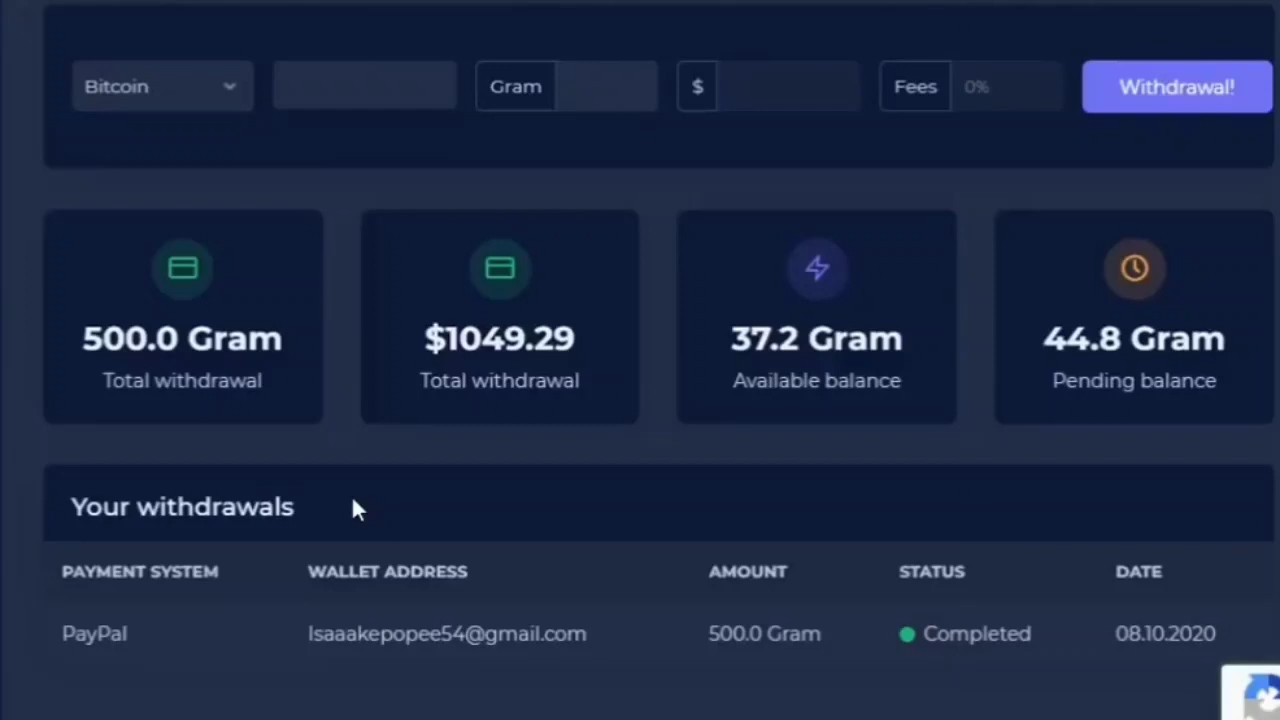 Bitcoin Gram $ Fees 0% Withdrawal!
500.0 Gram $1049.29 37.2 Gram 44.8 Gram
Total withdrawal Total withdrawal Available balance Pending balance
Your withdrawals
PAYMENT SYSTEM WALLET ADDRESS AMOUNT STATUS DATE
PayPal Isaaakepopee54@gmail.com 500.0 Gram Completed 08.10.2020